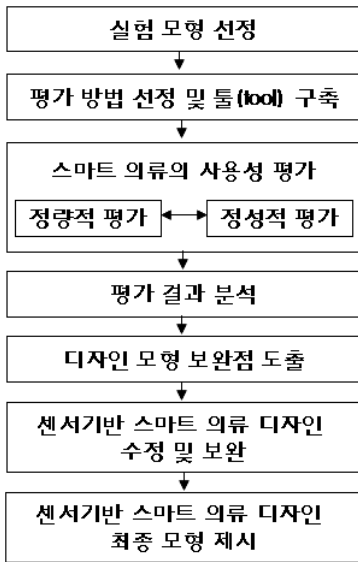 실험 모형 선정
평가 방법 선정 및 툴(tool) 구축
스마트 의류의 사용성 평가
정량적 평가 정성적 평가
평가 결과 분석
디자인 모형 보완점 도출
센서기반 스마트 의류 디자인
수정 및 보완
센서기반 스마트 의류 디자인
최종 모형 제시